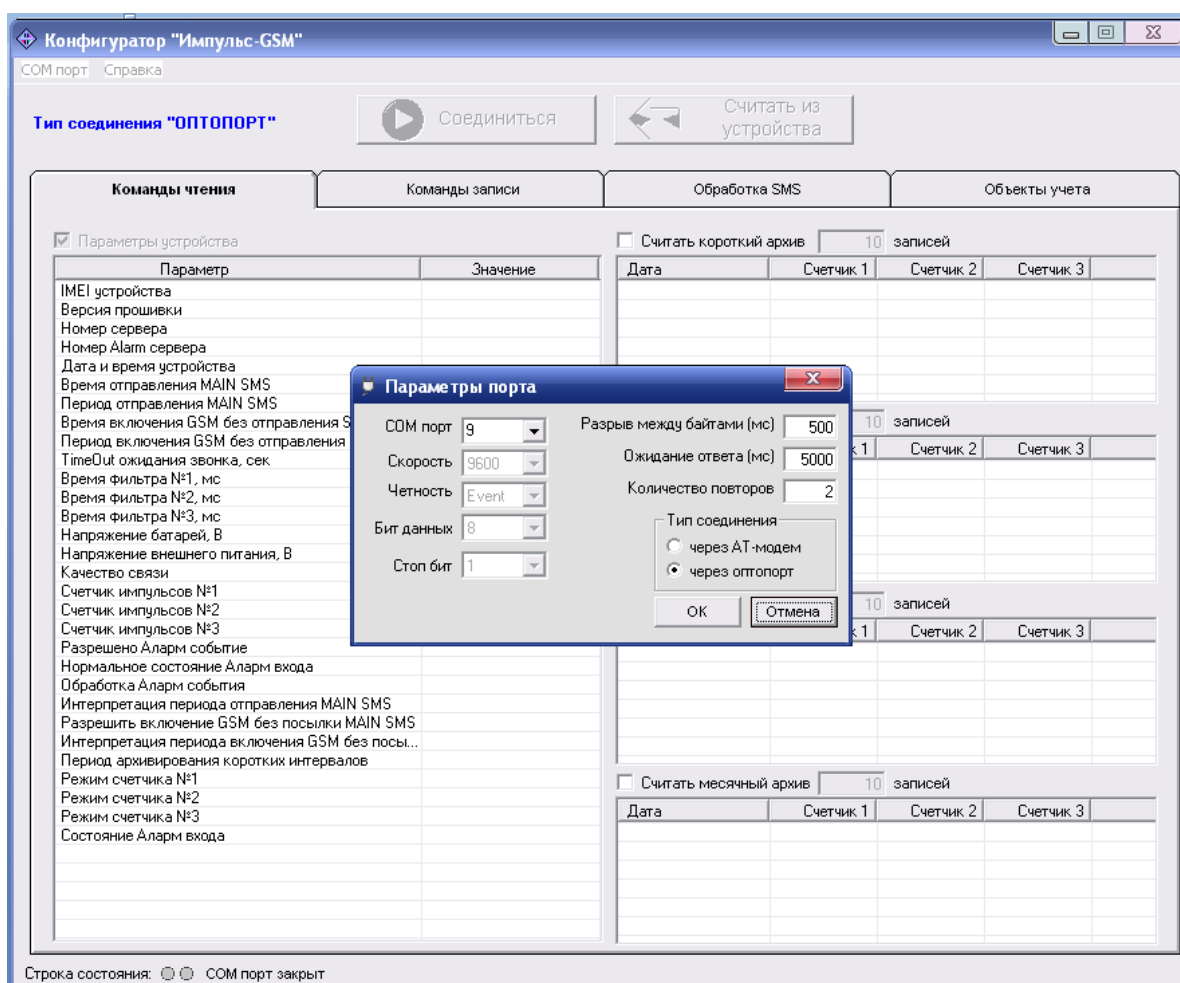 Конфигуратор "Импульс-GSM"
COM порт Справка
Тип соединения "ОПТОПОРТ"
Соединиться
Считать из устройства
Команды чтения
Команды записи
Обработка SMS
Объекты учета
Параметры устройства
Параметр Значение
IMEI устройства
Версия прошивки
Номер сервера
Номер Alarm сервера
Дата и время устройства
Время отправления MAIN SMS
Период отправления MAIN SMS
Время включения GSM без отправления S
Период включения GSM без отправления
TimeOut ожидания звонка, сек
Время фильтра №1, мс
Время фильтра №2, мс
Время фильтра №3, мс
Напряжение батарей, В
Напряжение внешнего питания, В
Качество связи
Счетчик импульсов №1
Счетчик импульсов №2
Счетчик импульсов №3
Разрешено Аларм событие
Нормальное состояние Аларм входа
Обработка Аларм события
Интерпретация периода отправления MAIN SMS
Разрешить включение GSM без посылки MAIN SMS
Интерпретация периода включения GSM без посы...
Период архивирования коротких интервалов
Режим счетчика №1
Режим счетчика №2
Режим счетчика №3
Состояние Аларм входа
Считать короткий архив 10 записей
Дата Счетчик 1 Счетчик 2 Счетчик 3
10 записей
к 1 Счетчик 2 Счетчик 3
10 записей
к 1 Счетчик 2 Счетчик 3
Считать месячный архив 10 записей
Дата Счетчик 1 Счетчик 2 Счетчик 3
Параметры порта
COM порт 9
Скорость 9600
Четность Event
Бит данных 8
Стоп бит 1
Разрыв между байтами (мс) 500
Ожидание ответа (мс) 5000
Количество повторов 2
Тип соединения
через АТ-модем
через оптопорт
ОК Отмена
Строка состояния: COM порт закрыт